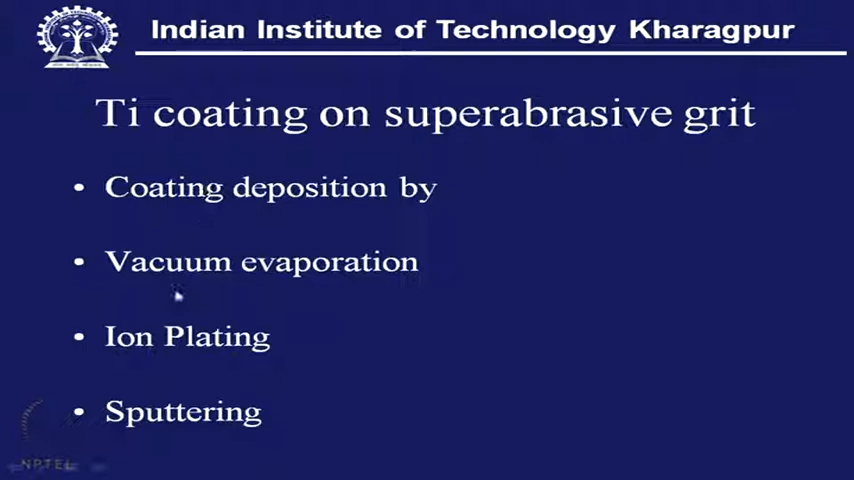 Indian Institute of Technology Kharagpur
Ti coating on superabrasive grit
• Coating deposition by
• Vacuum evaporation
• Ion Plating
• Sputtering
NPTEL